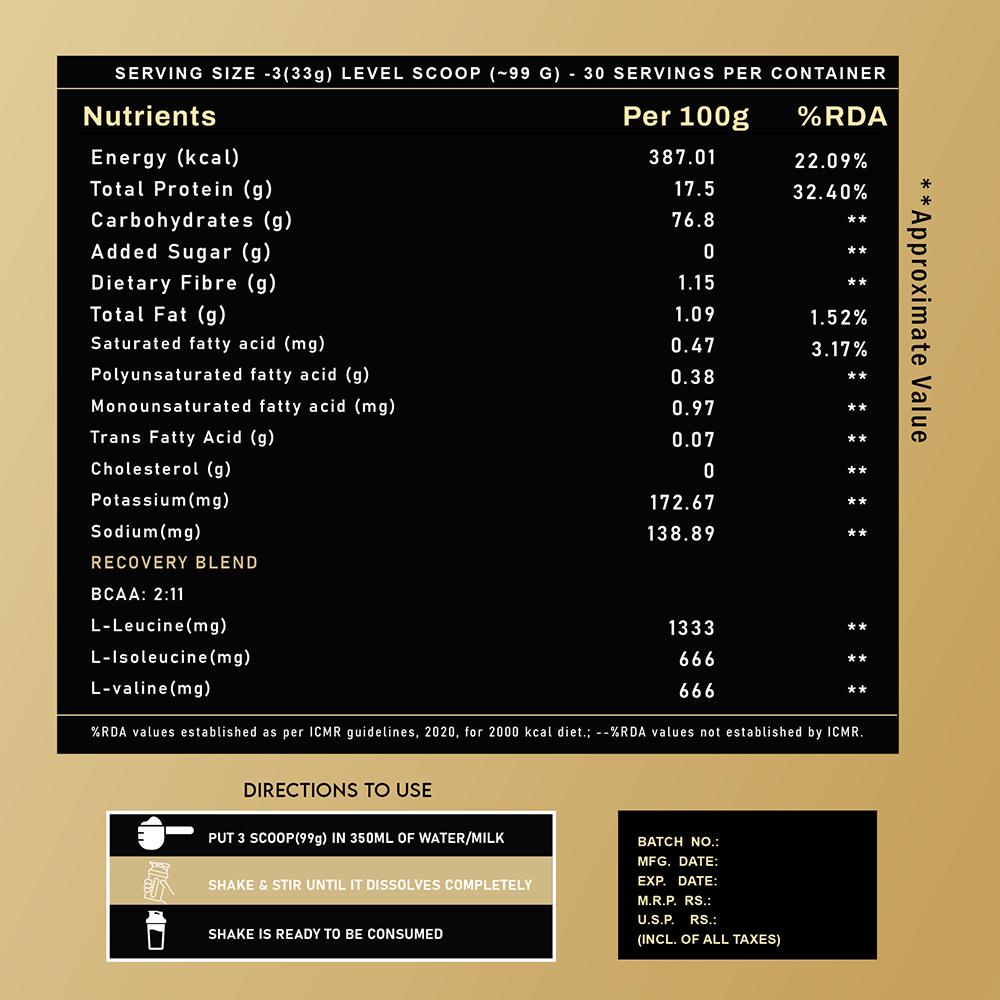 SERVING SIZE -3(33g) LEVEL SCOOP (~99 G) - 30 SERVINGS PER CONTAINER
Nutrients Per 100g %RDA
Energy (kcal) 387.01 22.09%
Total Protein (g) 17.5 32.40%
Carbohydrates (g) 76.8 **
Added Sugar (g) 0 **
Dietary Fibre (g) 1.15 **
Total Fat (g) 1.09 1.52%
Saturated fatty acid (mg) 0.47 3.17%
Polyunsaturated fatty acid (g) 0.38 **
Monounsaturated fatty acid (mg) 0.97 **
Trans Fatty Acid (g) 0.07 **
Cholesterol (g) 0 **
Potassium(mg) 172.67 **
Sodium(mg) 138.89 **
RECOVERY BLEND
BCAA: 2:11
L-Leucine(mg) 1333 **
L-Isoleucine(mg) 666 **
L-valine(mg) 666 **
%RDA values established as per ICMR guidelines, 2020, for 2000 kcal diet.; --%RDA values not established by ICMR.
**Approximate Value
DIRECTIONS TO USE
PUT 3 SCOOP(99g) IN 350ML OF WATER/MILK
SHAKE & STIR UNTIL IT DISSOLVES COMPLETELY
SHAKE IS READY TO BE CONSUMED
BATCH NO.:
MFG. DATE:
EXP. DATE:
M.R.P. RS.:
U.S.P. RS.:
(INCL. OF ALL TAXES)